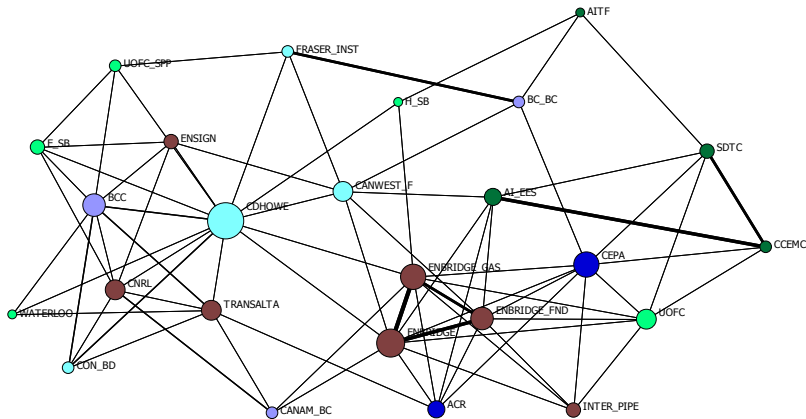 AITF
FRASER_INST
UOFC_SPP
H_SB
BC_BC
ENSIGN
E_SB
SDTC
CANWEST_F
AI_EES
BCC
CDHOWE
CCEMC
CEPA
ENBRIDGE_GAS
CNRL
TRANSALTA
WATERLOO
ENBRIDGE_FND
UOFC
ENBRIDGE
CON_BD
CANAM_BC
ACR
INTER_PIPE